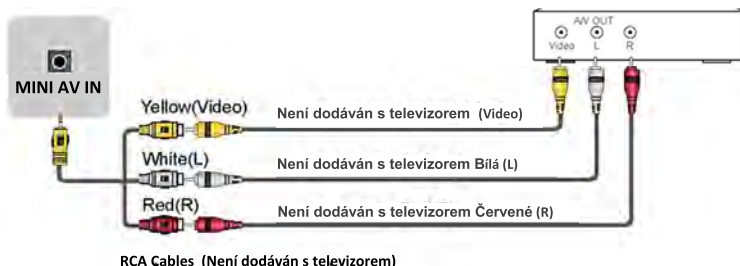 A/V OUT
Video L R
MINI AV IN
Yellow(Video)
Není dodáván s televizorem (Video)
White(L)
Není dodáván s televizorem Bílá (L)
Red(R)
Není dodáván s televizorem Červené (R)
RCA Cables (Není dodáván s televizorem)